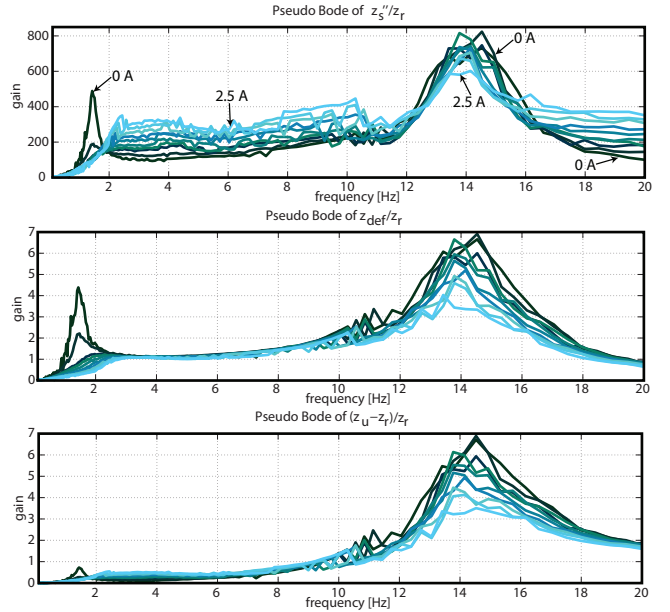 Pseudo Bode of z_s''/z_r
gain
800
600
400
200
0
0 A
2.5 A
0 A
2.5 A
0 A
2 4 6 8 10 12 14 16 18 20
frequency [Hz]
Pseudo Bode of z_def/z_r
gain
7
6
5
4
3
2
1
0
2 4 6 8 10 12 14 16 18 20
frequency [Hz]
Pseudo Bode of (z_u−z_r)/z_r
gain
7
6
5
4
3
2
1
0
2 4 6 8 10 12 14 16 18 20
frequency [Hz]